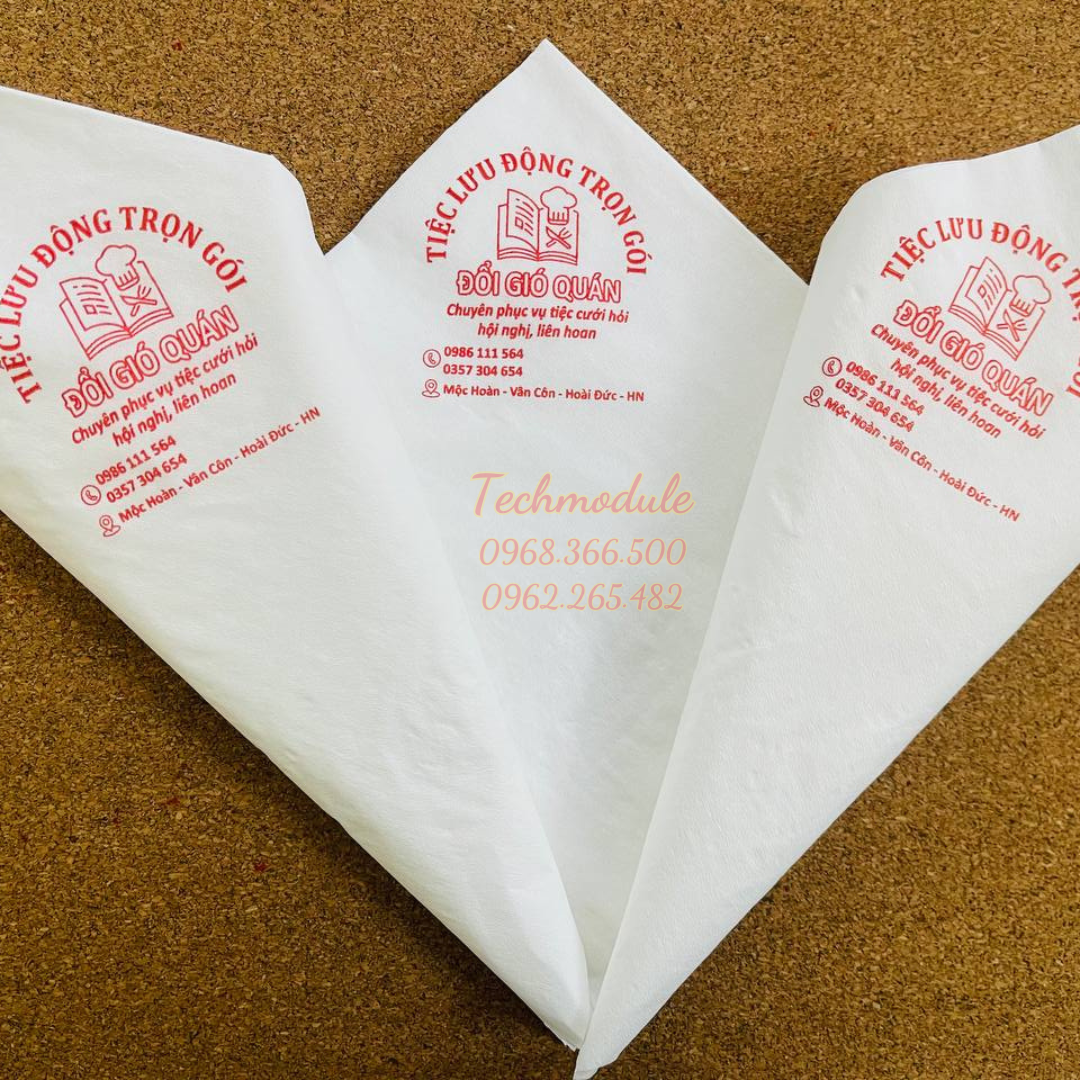 TIỆC LƯU ĐỘNG TRỌN GÓI
ĐỔI GIÓ QUÁN
Chuyên phục vụ tiệc cưới hỏi
hội nghị, liên hoan
0986 111 564
0357 304 654
Mộc Hoàn - Vân Côn - Hoài Đức - HN
TIỆC LƯU ĐỘNG TRỌN GÓI
ĐỔI GIÓ QUÁN
Chuyên phục vụ tiệc cưới hỏi
hội nghị, liên hoan
0986 111 564
0357 304 654
Mộc Hoàn - Vân Côn - Hoài Đức - HN
TIỆC LƯU ĐỘNG
ĐỔI GIÓ QUÁN
Chuyên phục vụ tiệc cưới hỏi
hội nghị, liên hoan
0986 111 564
0357 304 654
Mộc Hoàn - Vân Côn - Hoài Đức - HN
Techmodule
0968.366.500
0962.265.482